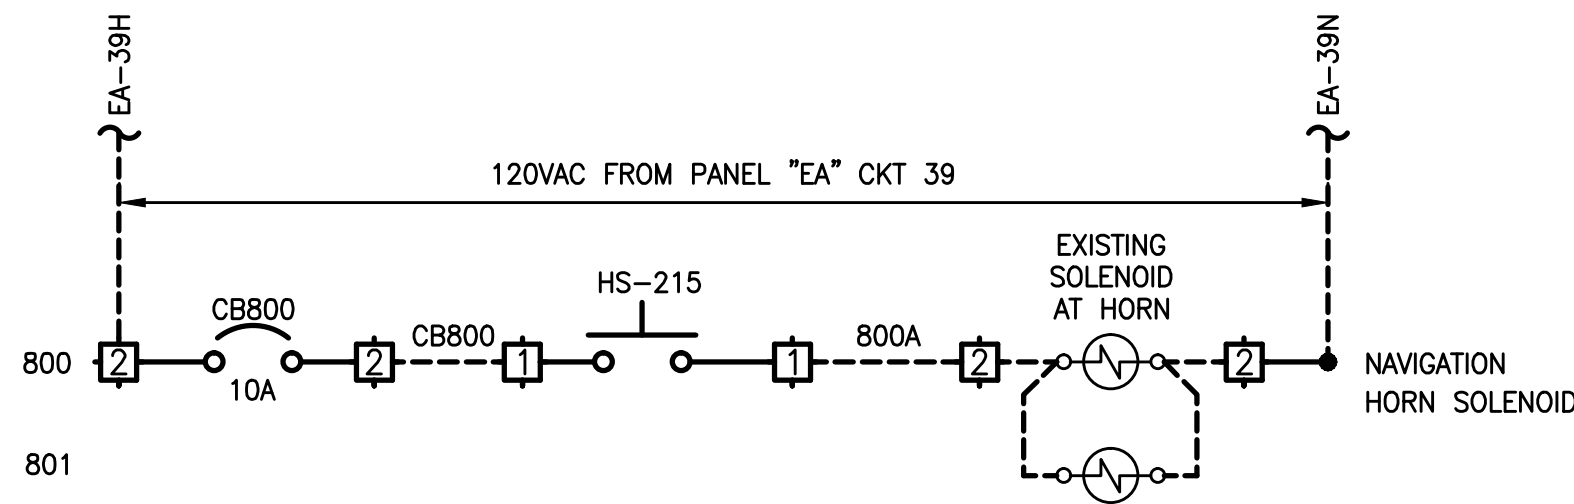 EA-39H
EA-39N
120VAC FROM PANEL "EA" CKT 39
EXISTING
SOLENOID
AT HORN
HS-215
CB800
CB800
800A
800
2
2
1
1
2
2
10A
NAVIGATION
HORN SOLENOID
801